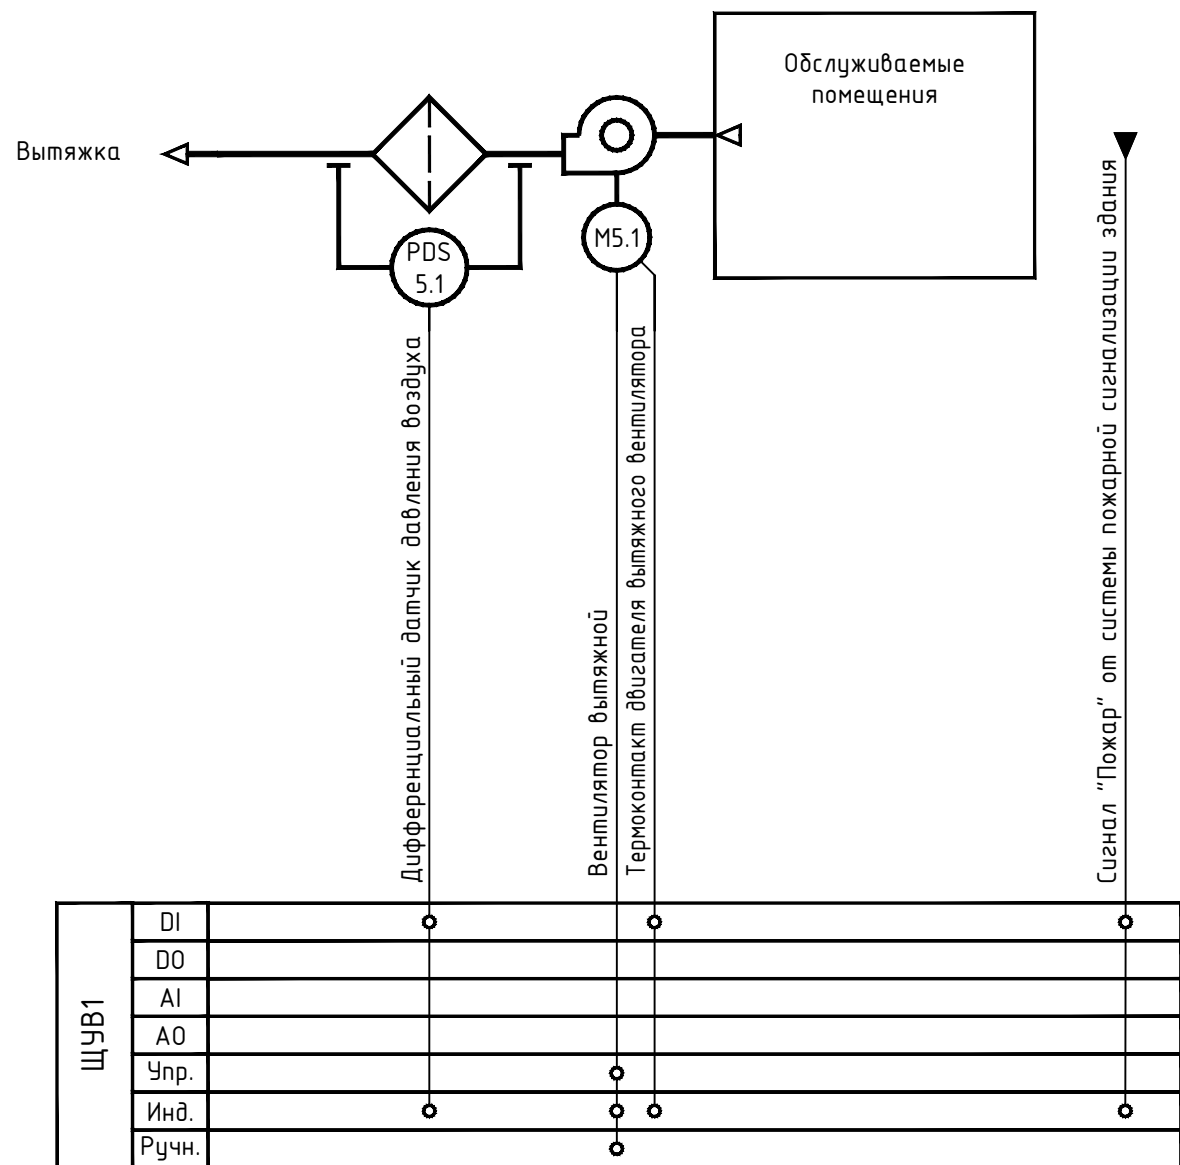 Обслуживаемые
помещения
Вытяжка
PDS
5.1
М5.1
Дифференциальный датчик давления воздуха
Вентилятор вытяжной
Термоконтакт двигателя вытяжного вентилятора
Сигнал "Пожар" от системы пожарной сигнализации здания
ЩУВ1
DI
DO
AI
AO
Упр.
Инд.
Ручн.